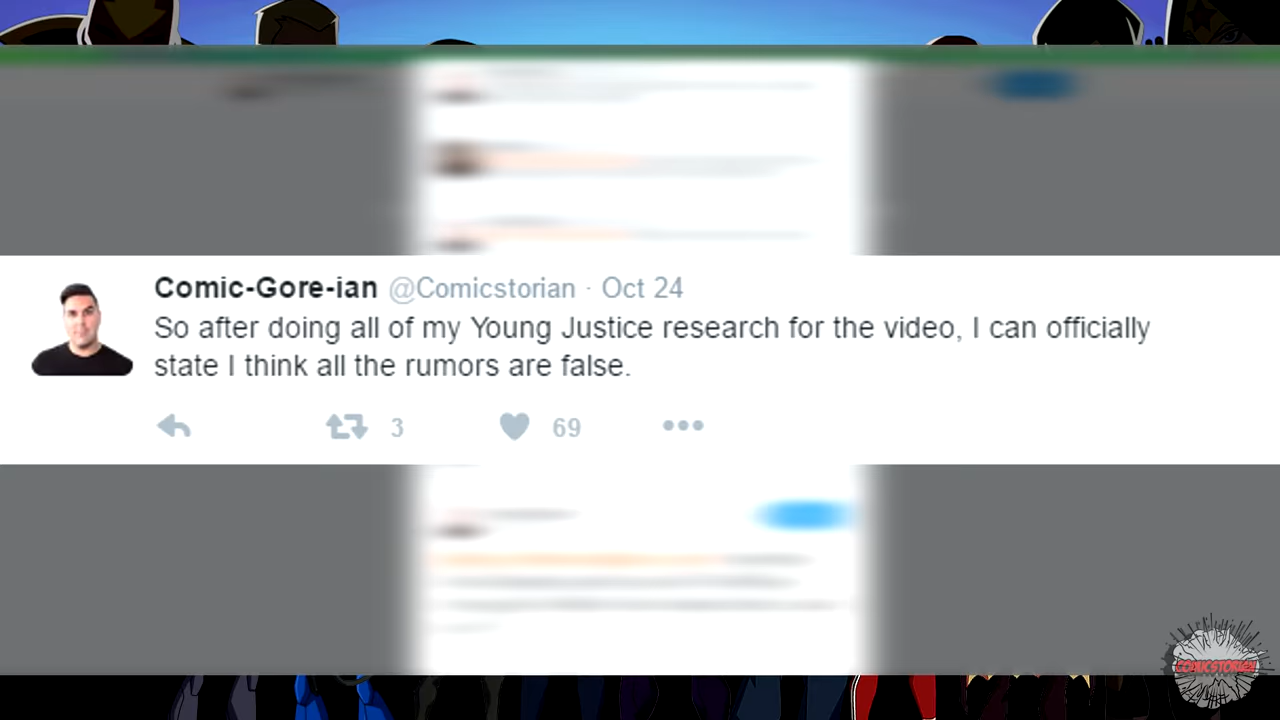 Comic-Gore-ian @Comicstorian · Oct 24
So after doing all of my Young Justice research for the video, I can officially
state I think all the rumors are false.
3 69
COMICSTORIAN